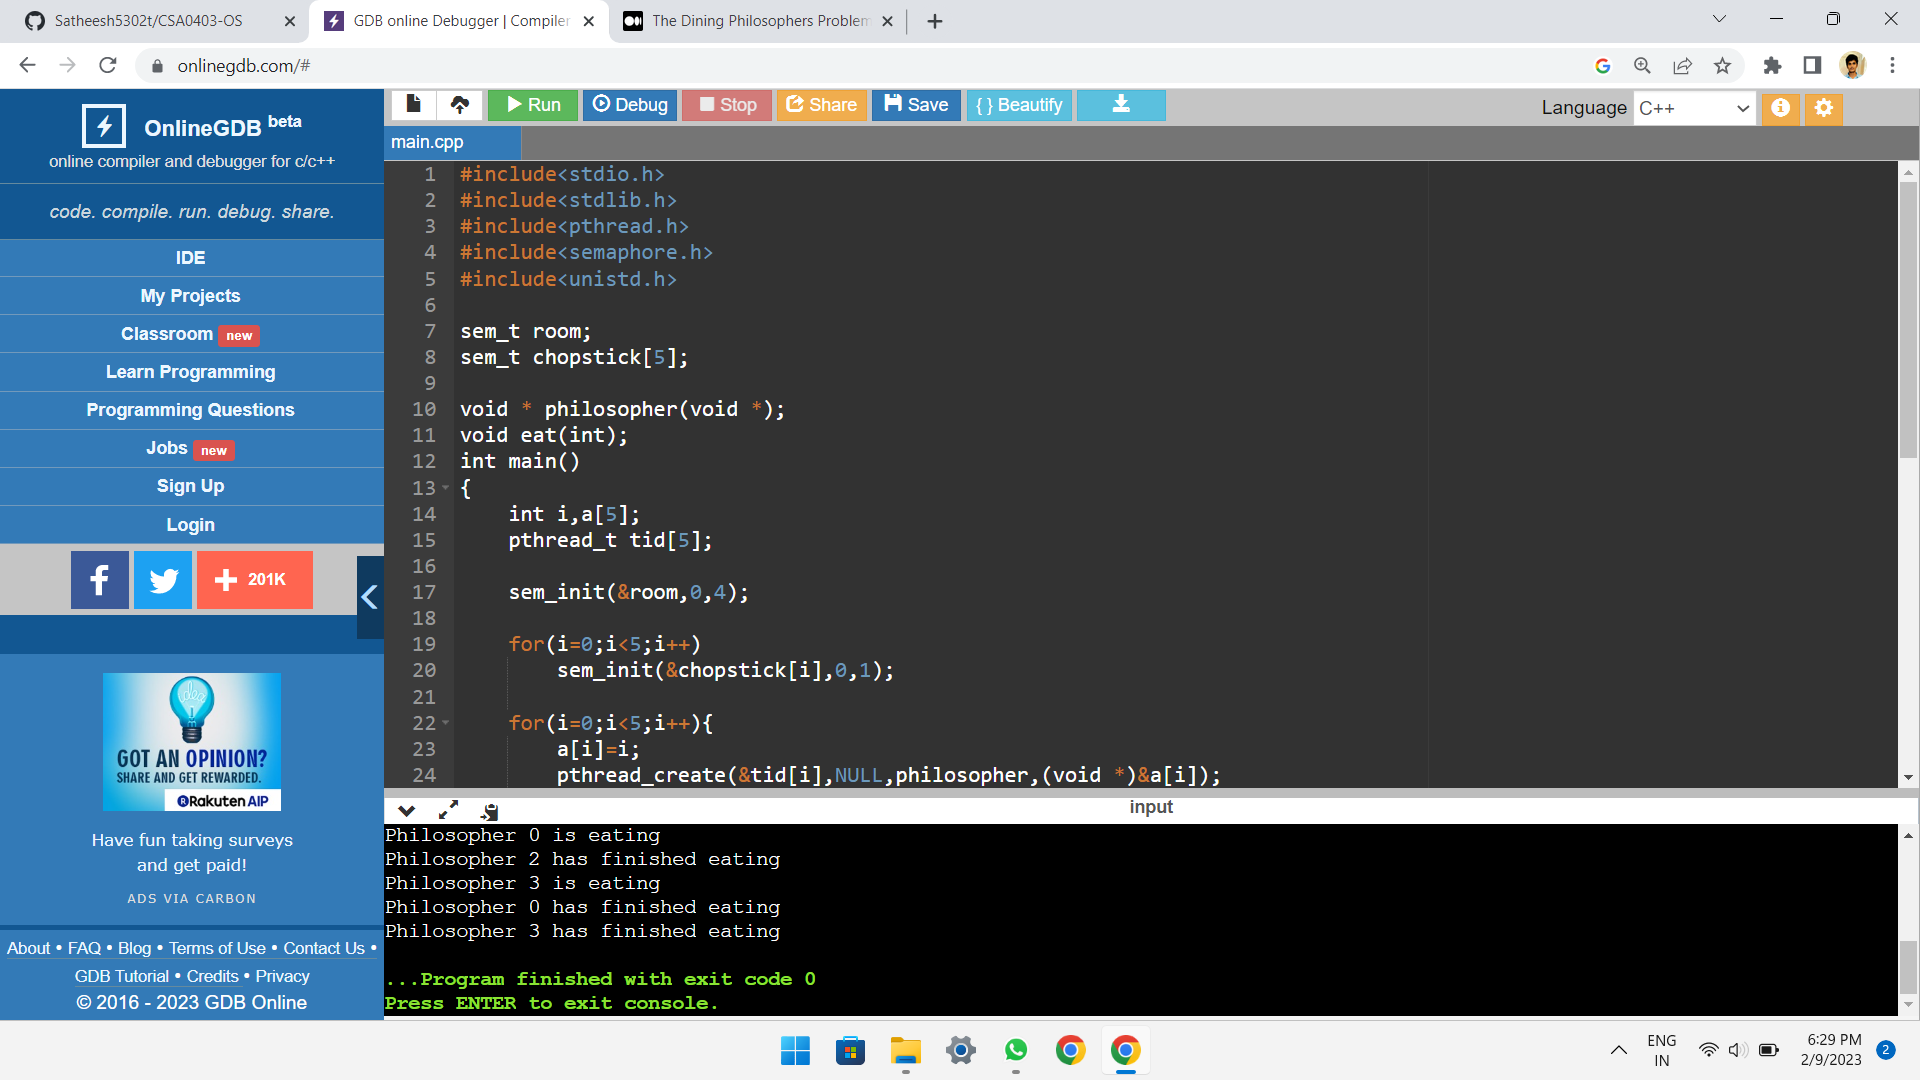 Satheesh5302t/CSA0403-OS
GDB online Debugger | Compiler
The Dining Philosophers Problem
onlinegdb.com/#
OnlineGDB beta
online compiler and debugger for c/c++
code. compile. run. debug. share.
IDE
My Projects
Classroom new
Learn Programming
Programming Questions
Jobs new
Sign Up
Login
201K
idea
GOT AN OPINION?
SHARE AND GET REWARDED.
Rakuten AIP
Have fun taking surveys
and get paid!
ADS VIA CARBON
About • FAQ • Blog • Terms of Use • Contact Us •
GDB Tutorial • Credits • Privacy
© 2016 - 2023 GDB Online
Run Debug Stop Share Save { } Beautify
Language C++
main.cpp
1 #include<stdio.h>
2 #include<stdlib.h>
3 #include<pthread.h>
4 #include<semaphore.h>
5 #include<unistd.h>
6
7 sem_t room;
8 sem_t chopstick[5];
9
10 void * philosopher(void *);
11 void eat(int);
12 int main()
13 {
14 int i,a[5];
15 pthread_t tid[5];
16
17 sem_init(&room,0,4);
18
19 for(i=0;i<5;i++)
20 sem_init(&chopstick[i],0,1);
21
22 for(i=0;i<5;i++){
23 a[i]=i;
24 pthread_create(&tid[i],NULL,philosopher,(void *)&a[i]);
input
Philosopher 0 is eating
Philosopher 2 has finished eating
Philosopher 3 is eating
Philosopher 0 has finished eating
Philosopher 3 has finished eating
...Program finished with exit code 0
Press ENTER to exit console.
ENG
IN
6:29 PM
2/9/2023
2